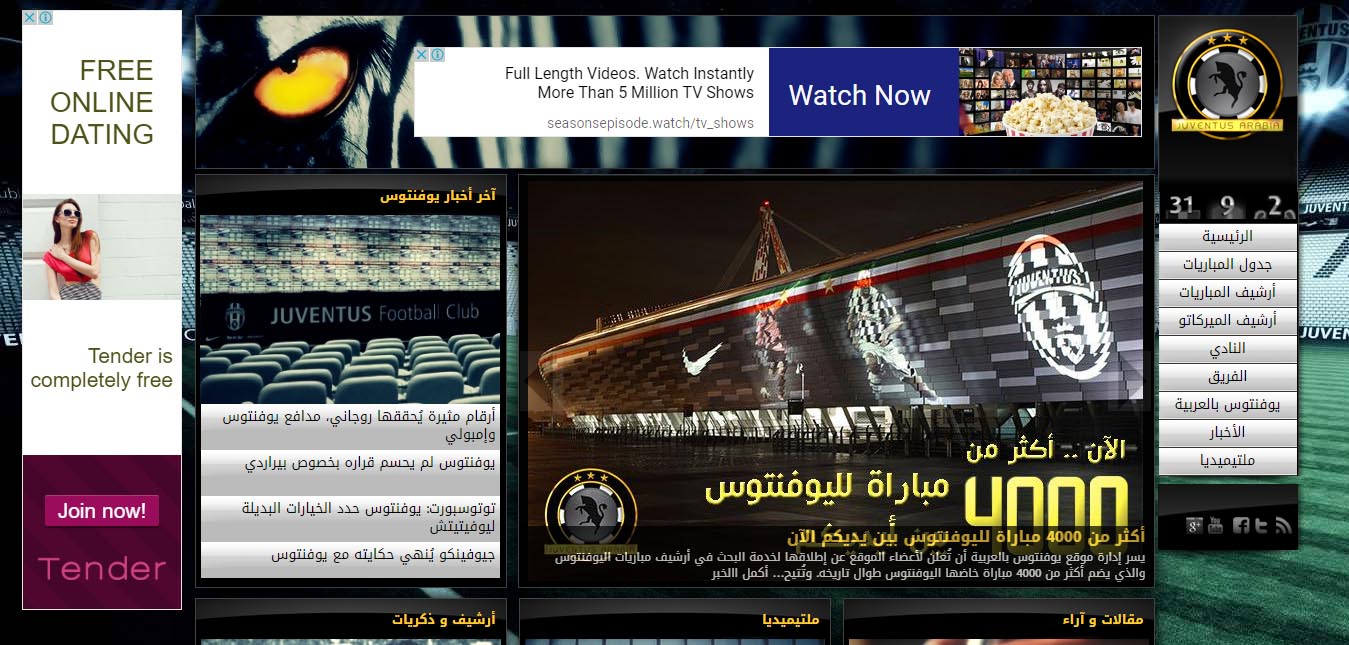 FREE
ONLINE
DATING
Tender is
completely free
Join now!
Tender
Full Length Videos. Watch Instantly
More Than 5 Million TV Shows
seasonsepisode.watch/tv_shows
Watch Now
JUVENTUS ARABIA
31 9 2
الرئيسية
جدول المباريات
أرشيف المباريات
أرشيف الميركاتو
النادي
الفريق
يوفنتوس بالعربية
الأخبار
ملتيميديا
JUVENTUS
الآن .. أكثر من
4000 مباراة لليوفنتوس
أكثر من 4000 مباراة لليوفنتوس بين يديكم الآن
يسر إدارة موقع يوفنتوس بالعربية أن تُعلن لأعضاء الموقع عن إطلاقها لخدمة البحث في أرشيف مباريات اليوفنتوس
والذي يضم أكثر من 4000 مباراة خاضها اليوفنتوس طوال تاريخه. وتُتيح... أكمل االخبر
آخر أخبار يوفنتوس
JUVENTUS Football Club
أرقام مثيرة يُحققها روجاني، مدافع يوفنتوس
وإمبولي
يوفنتوس لم يحسم قراره بخصوص بيراردي
توتوسبورت: يوفنتوس حدد الخيارات البديلة
ليوفيتيتش
جيوفينكو يُنهي حكايته مع يوفنتوس
مقالات و آراء
ملتيميديا
أرشيف و ذكريات